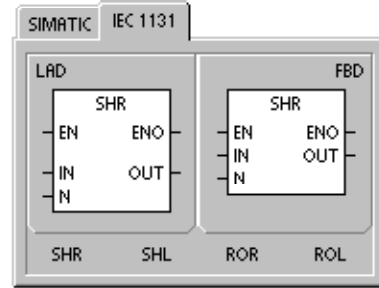 SIMATIC IEC 1131
LAD FBD
SHR SHR
EN ENO EN ENO
IN OUT IN OUT
N N
SHR SHL ROR ROL